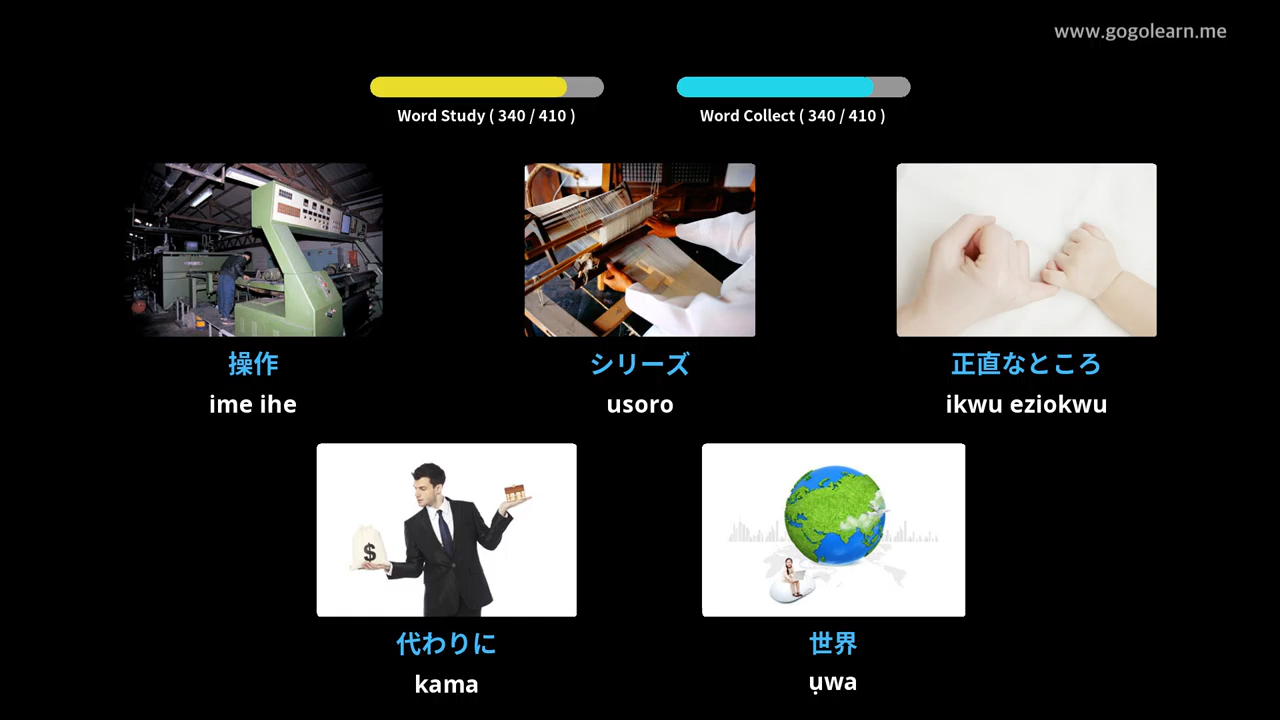 www.gogolearn.me
Word Study ( 340 / 410 )
Word Collect ( 340 / 410 )
操作
ime ihe
シリーズ
usoro
正直なところ
ikwu eziokwu
$
代わりに
kama
世界
ụwa